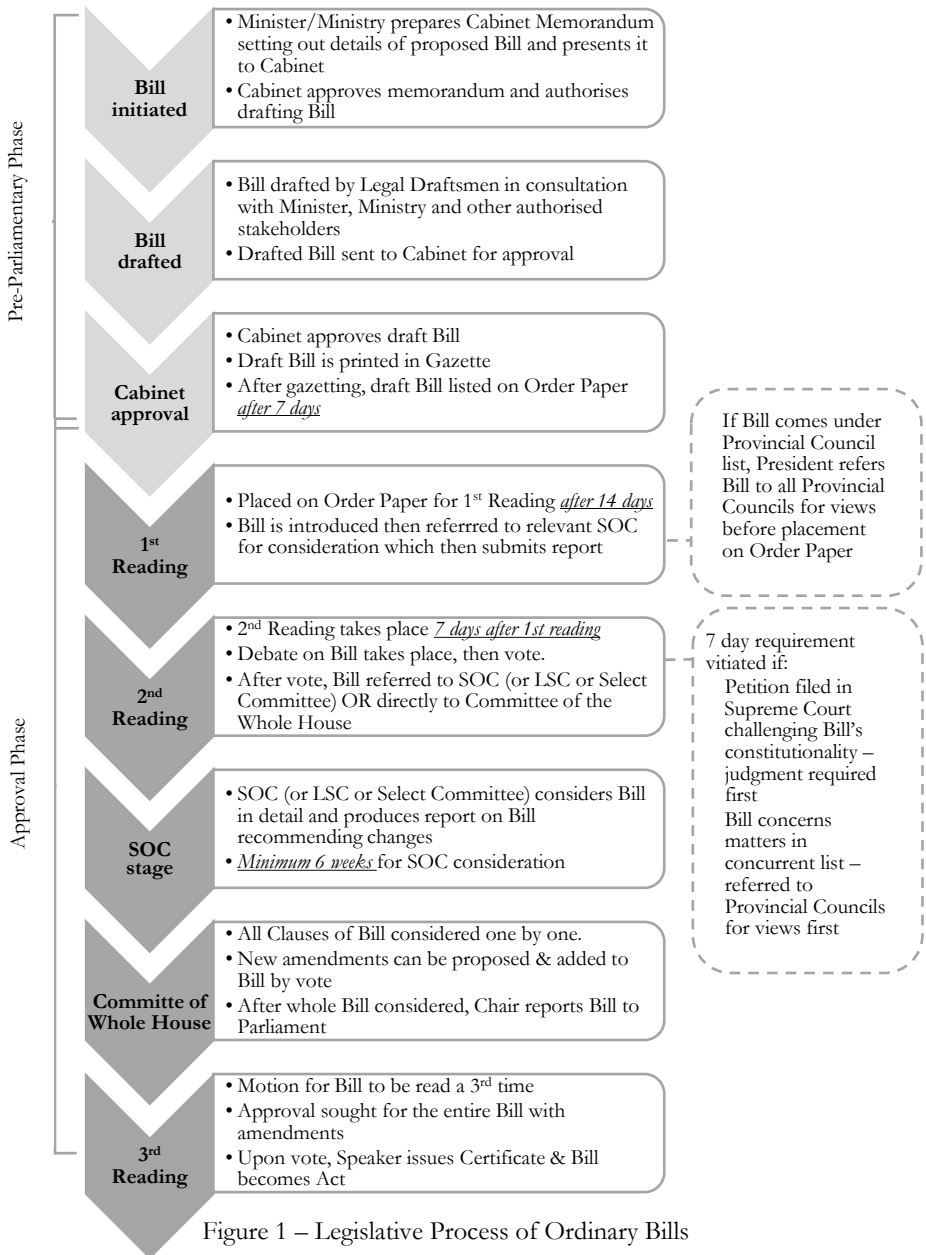 Pre-Parliamentary Phase
Bill
initiated
• Minister/Ministry prepares Cabinet Memorandum
setting out details of proposed Bill and presents it
to Cabinet
• Cabinet approves memorandum and authorises
drafting Bill
Bill
drafted
• Bill drafted by Legal Draftsmen in consultation
with Minister, Ministry and other authorised
stakeholders
• Drafted Bill sent to Cabinet for approval
Cabinet
approval
• Cabinet approves draft Bill
• Draft Bill is printed in Gazette
• After gazetting, draft Bill listed on Order Paper
after 7 days
Approval Phase
1st
Reading
• Placed on Order Paper for 1st Reading after 14 days
• Bill is introduced then referrred to relevant SOC
for consideration which then submits report
If Bill comes under
Provincial Council
list, President refers
Bill to all Provincial
Councils for views
before placement
on Order Paper
2nd
Reading
• 2nd Reading takes place 7 days after 1st reading
• Debate on Bill takes place, then vote.
• After vote, Bill referred to SOC (or LSC or Select
Committee) OR directly to Committee of the
Whole House
7 day requirement
vitiated if:
Petition filed in
Supreme Court
challenging Bill’s
constitutionality –
judgment required
first
Bill concerns
matters in
concurrent list –
referred to
Provincial Councils
for views first
SOC
stage
• SOC (or LSC or Select Committee) considers Bill
in detail and produces report on Bill
recommending changes
• Minimum 6 weeks for SOC consideration
Committe of
Whole House
• All Clauses of Bill considered one by one.
• New amendments can be proposed & added to
Bill by vote
• After whole Bill considered, Chair reports Bill to
Parliament
3rd
Reading
• Motion for Bill to be read a 3rd time
• Approval sought for the entire Bill with
amendments
• Upon vote, Speaker issues Certificate & Bill
becomes Act
Figure 1 – Legislative Process of Ordinary Bills